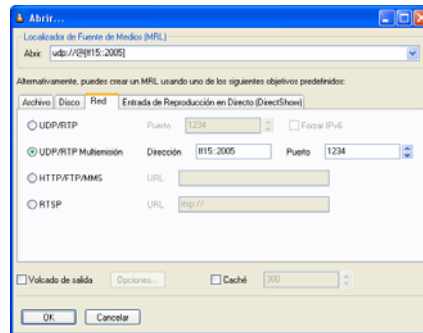 Abrir...
Localizador de Fuente de Medios (MRL)
Abrir: udp://@[ff15::2005]
Alternativamente, puedes crear un MRL usando uno de los siguientes objetivos predefinidos:
Archivo Disco Red Entrada de Reproducción en Directo (DirectShow)
UDP/RTP Puerto 1234 Forzar IPv6
UDP/RTP Multiemisión Dirección ff15::2005 Puerto 1234
HTTP/FTP/MMS URL
RTSP URL rtsp://
Volcado de salida Opciones... Caché 300
OK Cancelar